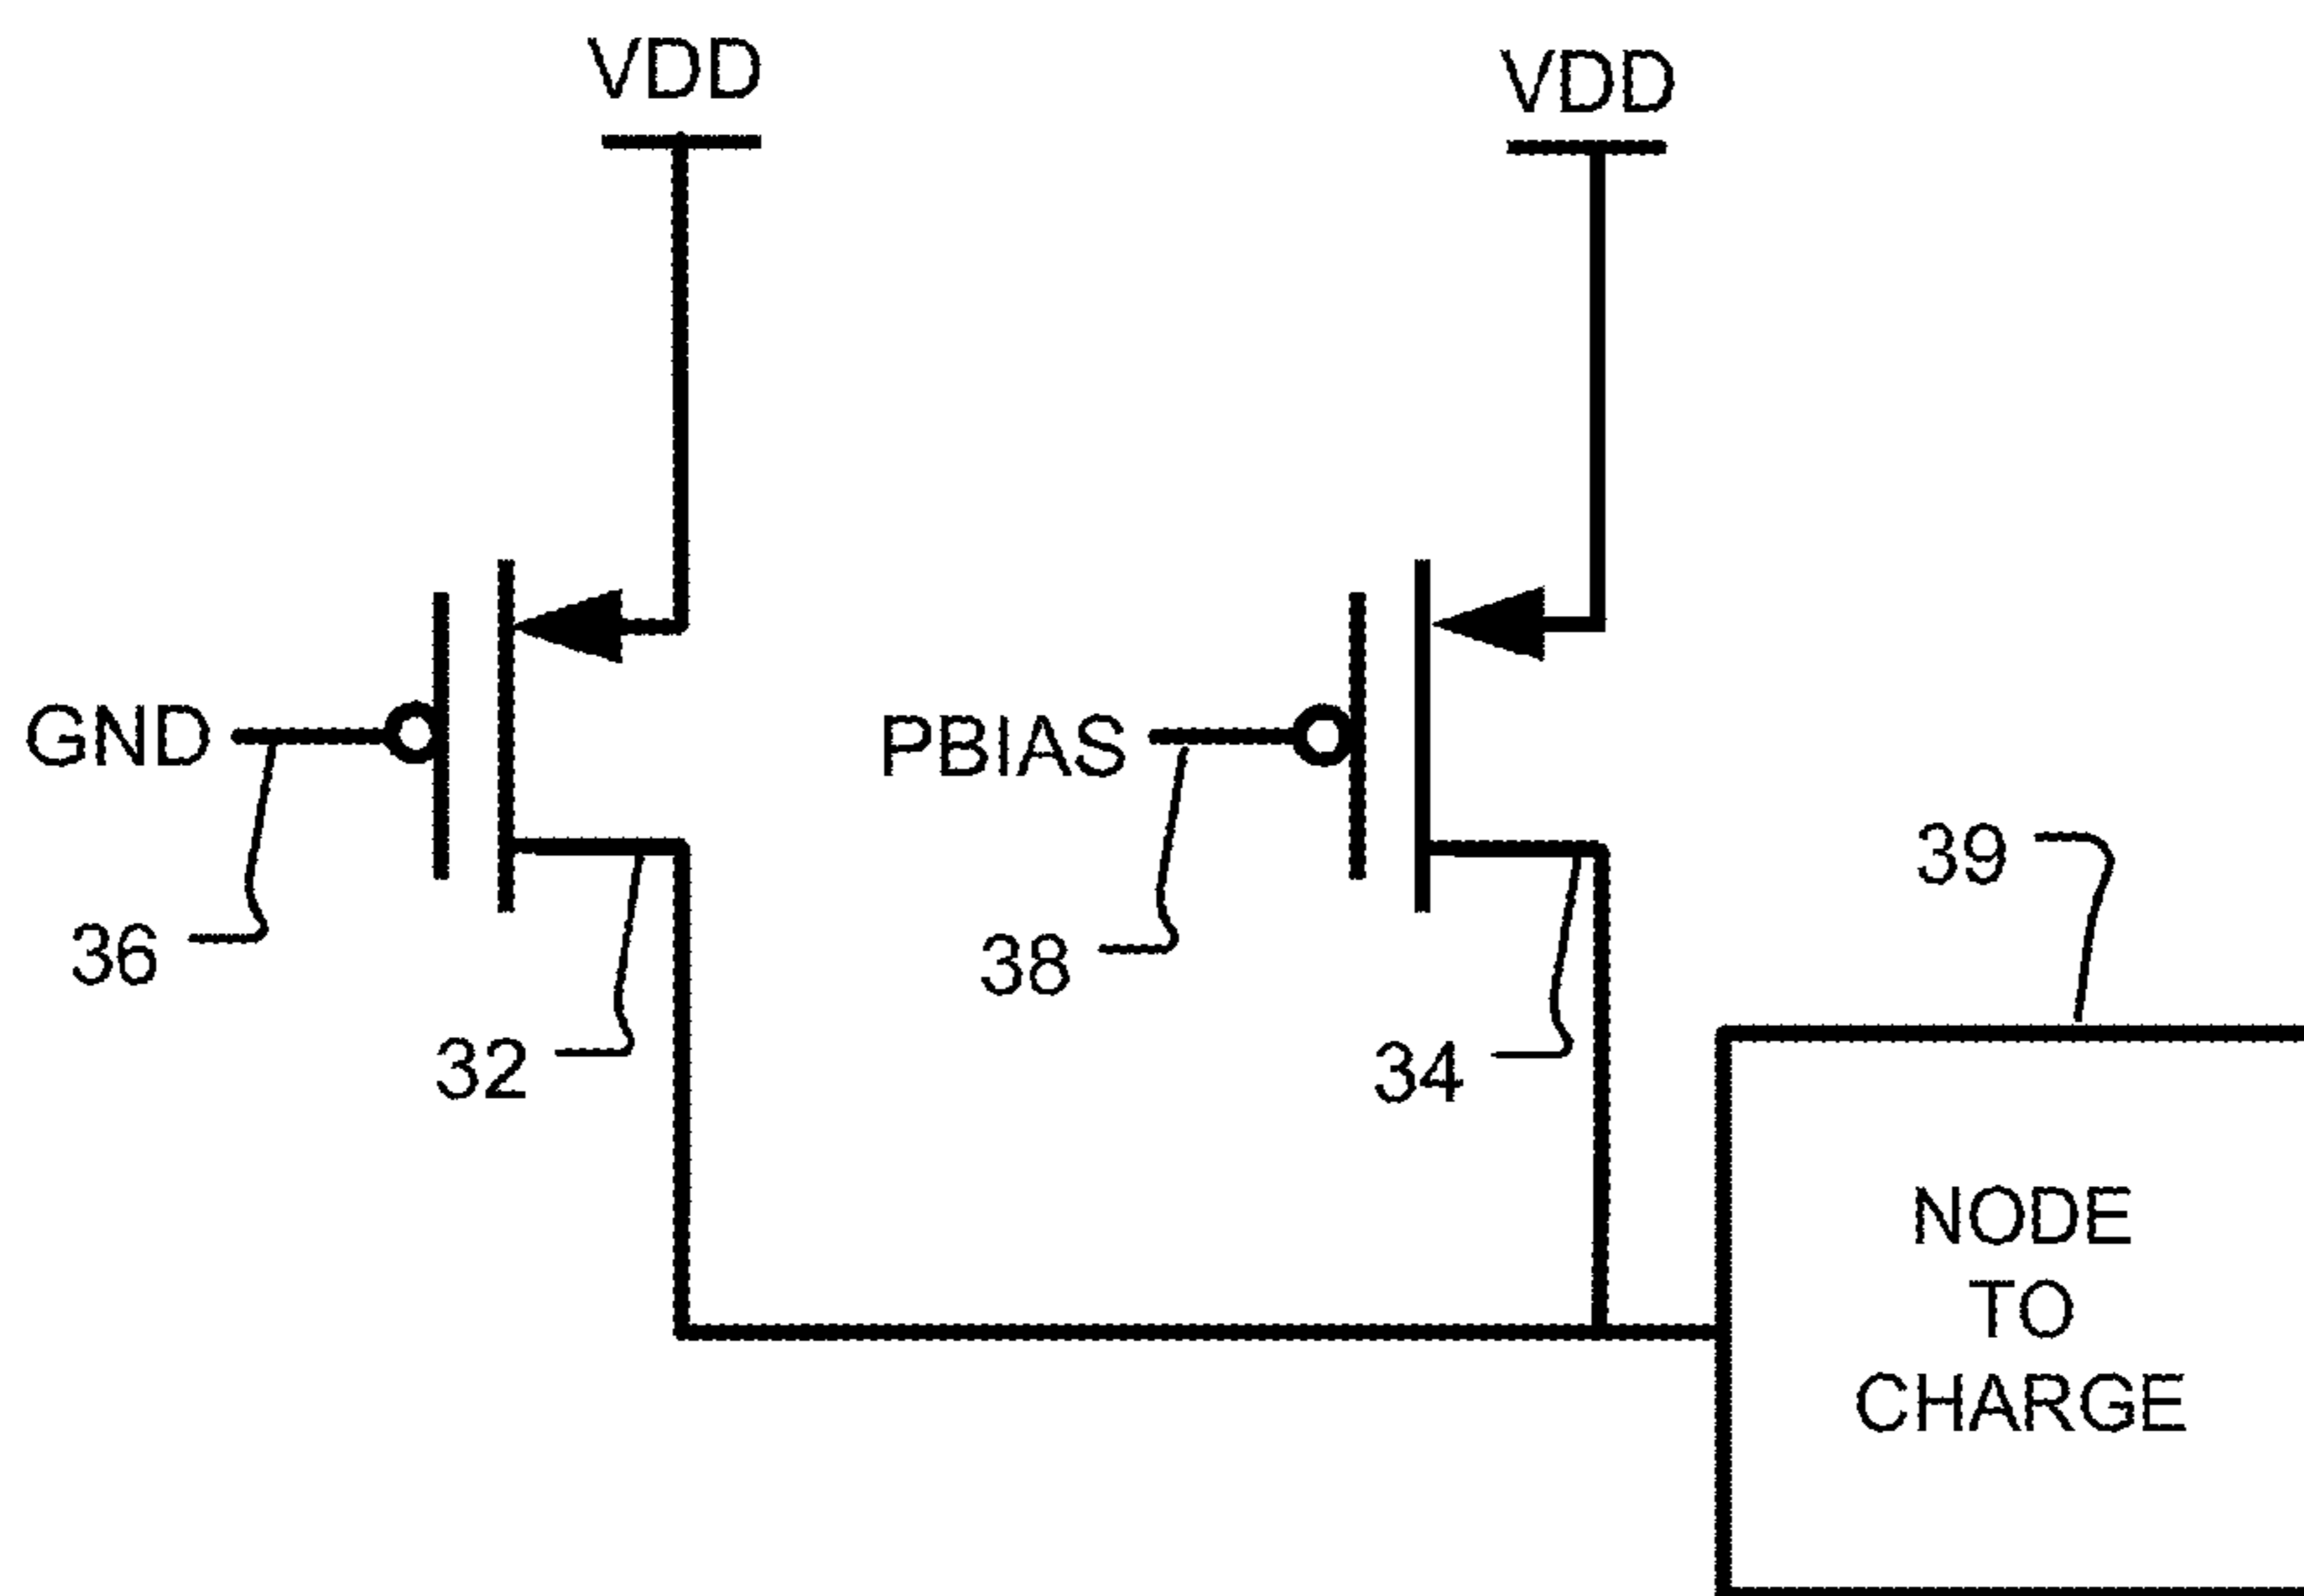 VDD
VDD
GND
PBIAS
39
36
38
32
34
NODE
TO
CHARGE